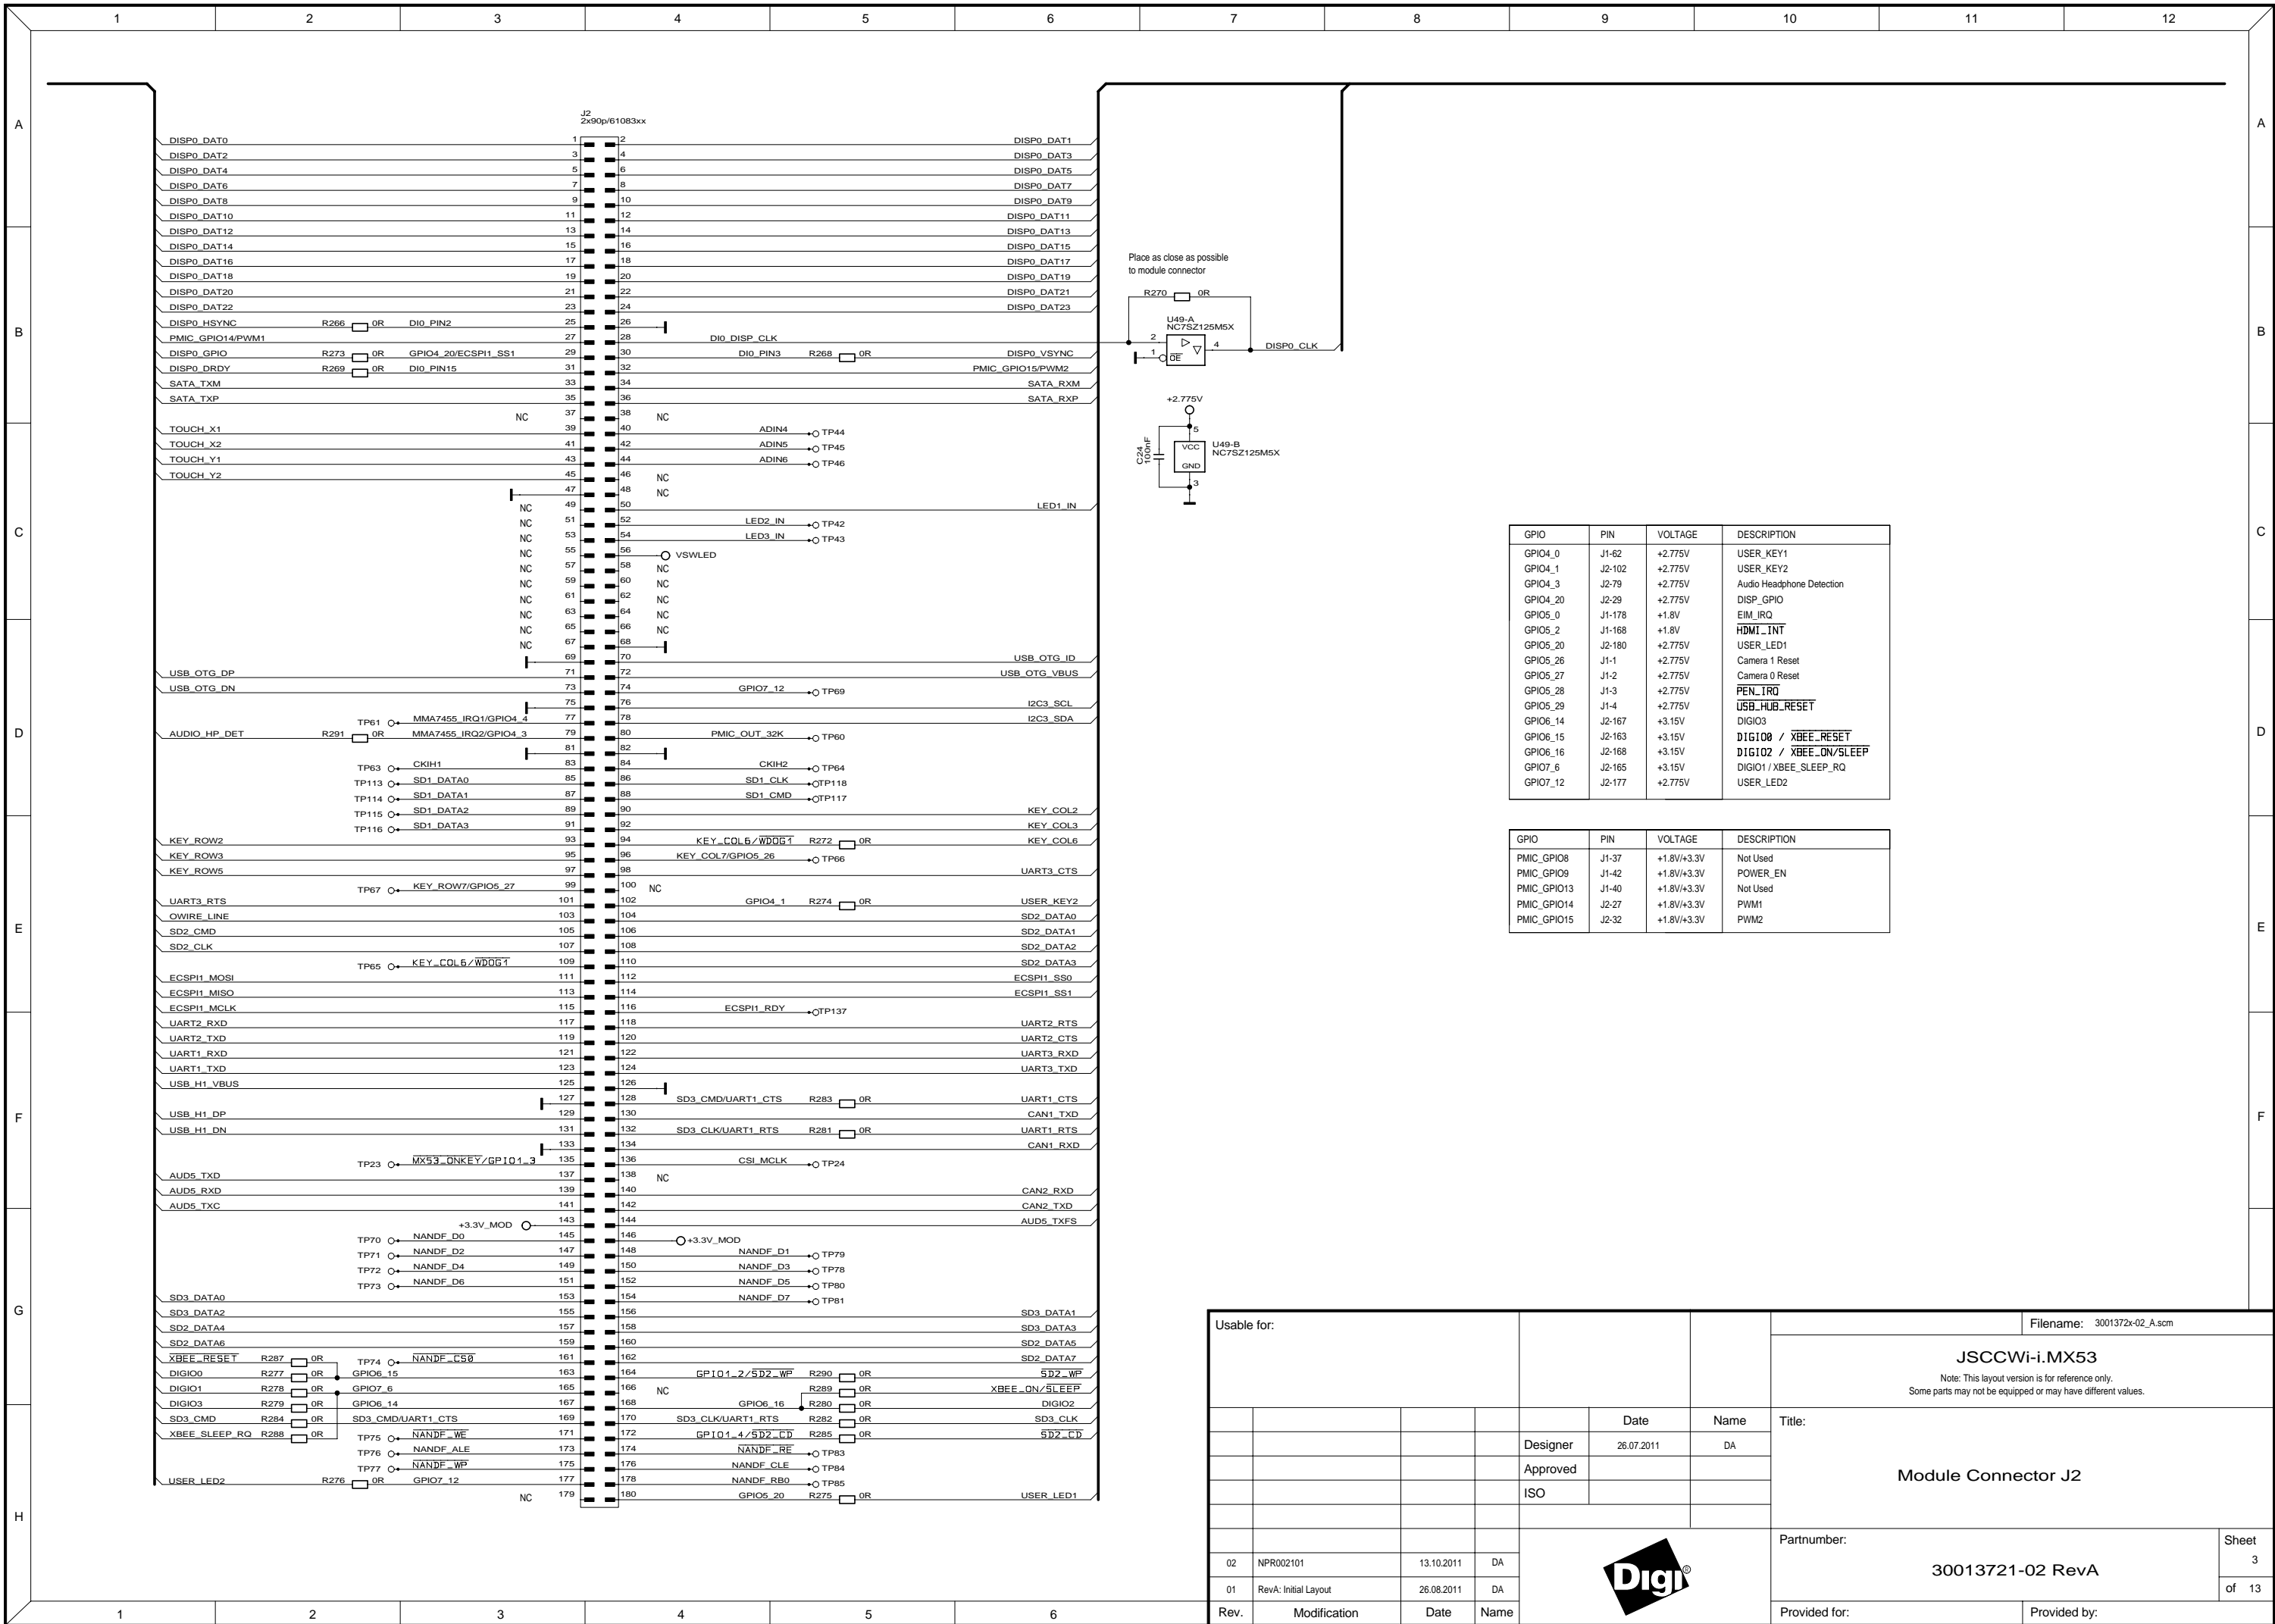 1 2 3 4 5 6 7 8 9 10 11 12
A A
J2
2x90p/61083xx
DISP0_DAT0 1 2 DISP0_DAT1
DISP0_DAT2 3 4 DISP0_DAT3
DISP0_DAT4 5 6 DISP0_DAT5
DISP0_DAT6 7 8 DISP0_DAT7
DISP0_DAT8 9 10 DISP0_DAT9
DISP0_DAT10 11 12 DISP0_DAT11
DISP0_DAT12 13 14 DISP0_DAT13
DISP0_DAT14 15 16 DISP0_DAT15
DISP0_DAT16 17 18 DISP0_DAT17
DISP0_DAT18 19 20 DISP0_DAT19
DISP0_DAT20 21 22 DISP0_DAT21
DISP0_DAT22 23 24 DISP0_DAT23
B B
DISP0_HSYNC R266 0R DI0_PIN2 25 26
PMIC_GPIO14/PWM1 27 28 DI0_DISP_CLK
DISP0_GPIO R273 0R GPIO4_20/ECSPI1_SS1 29 30 DI0_PIN3 R268 0R DISP0_VSYNC
DISP0_DRDY R269 0R DI0_PIN15 31 32 PMIC_GPIO15/PWM2
SATA_TXM 33 34 SATA_RXM
SATA_TXP 35 36 SATA_RXP
NC 37 38 NC
TOUCH_X1 39 40 ADIN4 TP44
TOUCH_X2 41 42 ADIN5 TP45
TOUCH_Y1 43 44 ADIN6 TP46
TOUCH_Y2 45 46 NC
47 48 NC
NC 49 50 LED1_IN
C C
NC 51 52 LED2_IN TP42
NC 53 54 LED3_IN TP43
NC 55 56 VSWLED
NC 57 58 NC
NC 59 60 NC
NC 61 62 NC
NC 63 64 NC
NC 65 66 NC
NC 67 68
69 70 USB_OTG_ID
USB_OTG_DP 71 72 USB_OTG_VBUS
USB_OTG_DN 73 74 GPIO7_12 TP69
75 76 I2C3_SCL
D D
TP61 MMA7455_IRQ1/GPIO4_4 77 78 I2C3_SDA
AUDIO_HP_DET R291 0R MMA7455_IRQ2/GPIO4_3 79 80 PMIC_OUT_32K TP60
81 82
TP63 CKIH1 83 84 CKIH2 TP64
TP113 SD1_DATA0 85 86 SD1_CLK TP118
TP114 SD1_DATA1 87 88 SD1_CMD TP117
TP115 SD1_DATA2 89 90 KEY_COL2
TP116 SD1_DATA3 91 92 KEY_COL3
KEY_ROW2 93 94 KEY_COL6/WDOG1 R272 0R KEY_COL6
KEY_ROW3 95 96 KEY_COL7/GPIO5_26 TP66
KEY_ROW5 97 98 UART3_CTS
TP67 KEY_ROW7/GPIO5_27 99 100 NC
UART3_RTS 101 102 GPIO4_1 R274 0R USER_KEY2
OWIRE_LINE 103 104 SD2_DATA0
E E
SD2_CMD 105 106 SD2_DATA1
SD2_CLK 107 108 SD2_DATA2
TP65 KEY_COL6/WDOG1 109 110 SD2_DATA3
ECSPI1_MOSI 111 112 ECSPI1_SS0
ECSPI1_MISO 113 114 ECSPI1_SS1
ECSPI1_MCLK 115 116 ECSPI1_RDY TP137
UART2_RXD 117 118 UART2_RTS
UART2_TXD 119 120 UART2_CTS
UART1_RXD 121 122 UART3_RXD
UART1_TXD 123 124 UART3_TXD
USB_H1_VBUS 125 126
127 128 SD3_CMD/UART1_CTS R283 0R UART1_CTS
F F
USB_H1_DP 129 130 CAN1_TXD
USB_H1_DN 131 132 SD3_CLK/UART1_RTS R281 0R UART1_RTS
133 134 CAN1_RXD
TP23 MX53_ONKEY/GPIO1_3 135 136 CSI_MCLK TP24
AUD5_TXD 137 138 NC
AUD5_RXD 139 140 CAN2_RXD
AUD5_TXC 141 142 CAN2_TXD
+3.3V_MOD 143 144 AUD5_TXFS
TP70 NANDF_D0 145 146 +3.3V_MOD
TP71 NANDF_D2 147 148 NANDF_D1 TP79
TP72 NANDF_D4 149 150 NANDF_D3 TP78
TP73 NANDF_D6 151 152 NANDF_D5 TP80
SD3_DATA0 153 154 NANDF_D7 TP81
G G
SD3_DATA2 155 156 SD3_DATA1
SD2_DATA4 157 158 SD3_DATA3
SD2_DATA6 159 160 SD2_DATA5
XBEE_RESET R287 0R TP74 NANDF_CS0 161 162 SD2_DATA7
DIGIO0 R277 0R GPIO6_15 163 164 GPIO1_2/SD2_WP R290 0R SD2_WP
DIGIO1 R278 0R GPIO7_6 165 166 NC R289 0R XBEE_ON/SLEEP
DIGIO3 R279 0R GPIO6_14 167 168 GPIO6_16 R280 0R DIGIO2
SD3_CMD R284 0R SD3_CMD/UART1_CTS 169 170 SD3_CLK/UART1_RTS R282 0R SD3_CLK
XBEE_SLEEP_RQ R288 0R TP75 NANDF_WE 171 172 GPIO1_4/SD2_CD R285 0R SD2_CD
TP76 NANDF_ALE 173 174 NANDF_RE TP83
TP77 NANDF_WP 175 176 NANDF_CLE TP84
USER_LED2 R276 0R GPIO7_12 177 178 NANDF_RB0 TP85
NC 179 180 GPIO5_20 R275 0R USER_LED1
H
Place as close as possible
to module connector
R270 0R
U49-A
NC7SZ125M5X
2 4 DISP0_CLK
1 OE
+2.775V
5
VCC
GND
3
C24
100nF
U49-B
NC7SZ125M5X
GPIO PIN VOLTAGE DESCRIPTION
GPIO4_0 J1-62 +2.775V USER_KEY1
GPIO4_1 J2-102 +2.775V USER_KEY2
GPIO4_3 J2-79 +2.775V Audio Headphone Detection
GPIO4_20 J2-29 +2.775V DISP_GPIO
GPIO5_0 J1-178 +1.8V EIM_IRQ
GPIO5_2 J1-168 +1.8V HDMI_INT
GPIO5_20 J2-180 +2.775V USER_LED1
GPIO5_26 J1-1 +2.775V Camera 1 Reset
GPIO5_27 J1-2 +2.775V Camera 0 Reset
GPIO5_28 J1-3 +2.775V PEN_IRQ
GPIO5_29 J1-4 +2.775V USB_HUB_RESET
GPIO6_14 J2-167 +3.15V DIGIO3
GPIO6_15 J2-163 +3.15V DIGIO0 / XBEE_RESET
GPIO6_16 J2-168 +3.15V DIGIO2 / XBEE_ON/SLEEP
GPIO7_6 J2-165 +3.15V DIGIO1 / XBEE_SLEEP_RQ
GPIO7_12 J2-177 +2.775V USER_LED2
GPIO PIN VOLTAGE DESCRIPTION
PMIC_GPIO8 J1-37 +1.8V/+3.3V Not Used
PMIC_GPIO9 J1-42 +1.8V/+3.3V POWER_EN
PMIC_GPIO13 J1-40 +1.8V/+3.3V Not Used
PMIC_GPIO14 J2-27 +1.8V/+3.3V PWM1
PMIC_GPIO15 J2-32 +1.8V/+3.3V PWM2
Usable for:
Filename: 3001372x-02_A.scm
JSCCWi-i.MX53
Note: This layout version is for reference only.
Some parts may not be equipped or may have different values.
Date Name Title:
Designer 26.07.2011 DA
Approved
ISO
Module Connector J2
Partnumber: Sheet
30013721-02 RevA
3
of 13
02 NPR002101 13.10.2011 DA
01 RevA: Initial Layout 26.08.2011 DA
Rev. Modification Date Name
Digi ®
Provided for: Provided by:
1 2 3 4 5 6